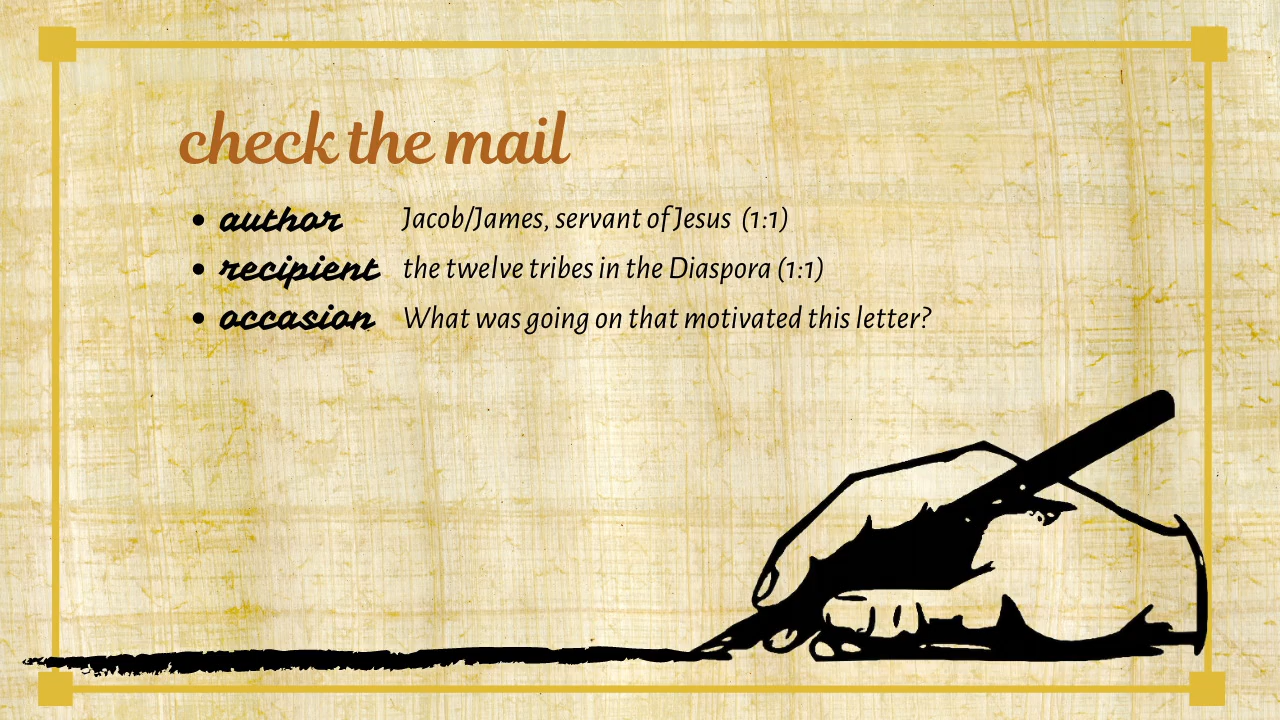 check the mail
• author Jacob/James, servant of Jesus (1:1)
• recipient the twelve tribes in the Diaspora (1:1)
• occasion What was going on that motivated this letter?